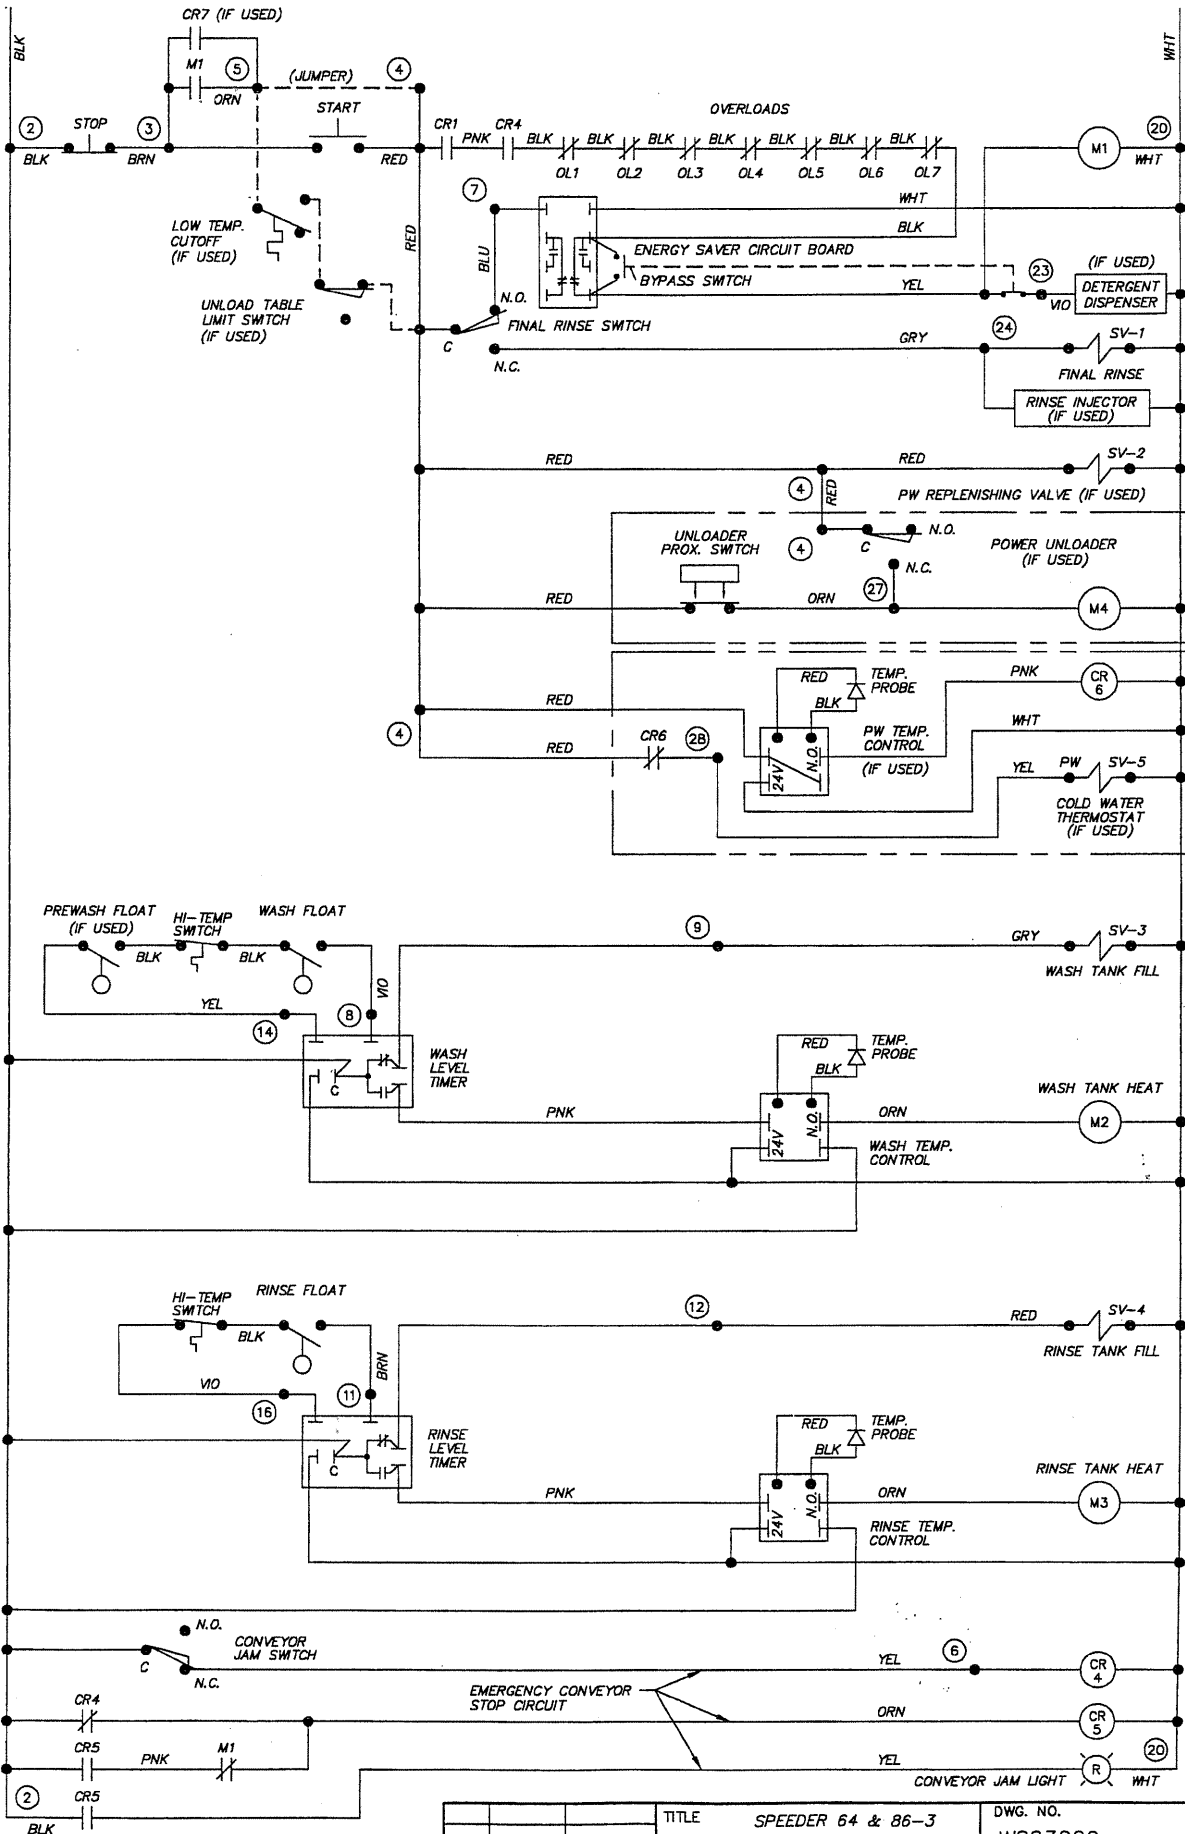 CR7 (IF USED)
BLK
WHT
M1
5
(JUMPER)
4
ORN
START
OVERLOADS
2
STOP
3
CR1
PNK
CR4
BLK
BLK
BLK
BLK
BLK
BLK
BLK
M1
20
BLK
BRN
RED
OL1
OL2
OL3
OL4
OL5
OL6
OL7
WHT
7
WHT
LOW TEMP.
CUTOFF
(IF USED)
RED
BLU
BLK
ENERGY SAVER CIRCUIT BOARD
BYPASS SWITCH
YEL
23
(IF USED)
DETERGENT
DISPENSER
VIO
UNLOAD TABLE
LIMIT SWITCH
(IF USED)
N.O.
FINAL RINSE SWITCH
C
N.C.
GRY
24
SV-1
FINAL RINSE
RINSE INJECTOR
(IF USED)
RED
RED
SV-2
4
RED
PW REPLENISHING VALVE (IF USED)
UNLOADER
PROX. SWITCH
4
C
N.O.
POWER UNLOADER
(IF USED)
N.C.
27
RED
ORN
M4
RED
TEMP.
PROBE
BLK
PNK
CR
6
RED
4
CR6
28
RED
24V
N.O.
PW TEMP.
CONTROL
(IF USED)
WHT
YEL
PW
SV-5
COLD WATER
THERMOSTAT
(IF USED)
PREWASH FLOAT
(IF USED)
HI-TEMP
SWITCH
WASH FLOAT
9
BLK
BLK
GRY
SV-3
WASH TANK FILL
VIO
YEL
14
8
WASH
LEVEL
TIMER
C
RED
TEMP.
PROBE
BLK
WASH TANK HEAT
PNK
24V
N.O.
ORN
M2
WASH TEMP.
CONTROL
HI-TEMP
SWITCH
RINSE FLOAT
12
BLK
RED
SV-4
RINSE TANK FILL
BRN
VIO
16
11
RINSE
LEVEL
TIMER
C
RED
TEMP.
PROBE
BLK
RINSE TANK HEAT
PNK
24V
N.O.
ORN
M3
RINSE TEMP.
CONTROL
N.O.
CONVEYOR
JAM SWITCH
C
N.C.
YEL
6
CR
4
EMERGENCY CONVEYOR
STOP CIRCUIT
CR4
ORN
CR
5
CR5
PNK
M1
YEL
R
20
CONVEYOR JAM LIGHT
WHT
2
CR5
BLK
TITLE
SPEEDER 64 & 86-3
DWG. NO.